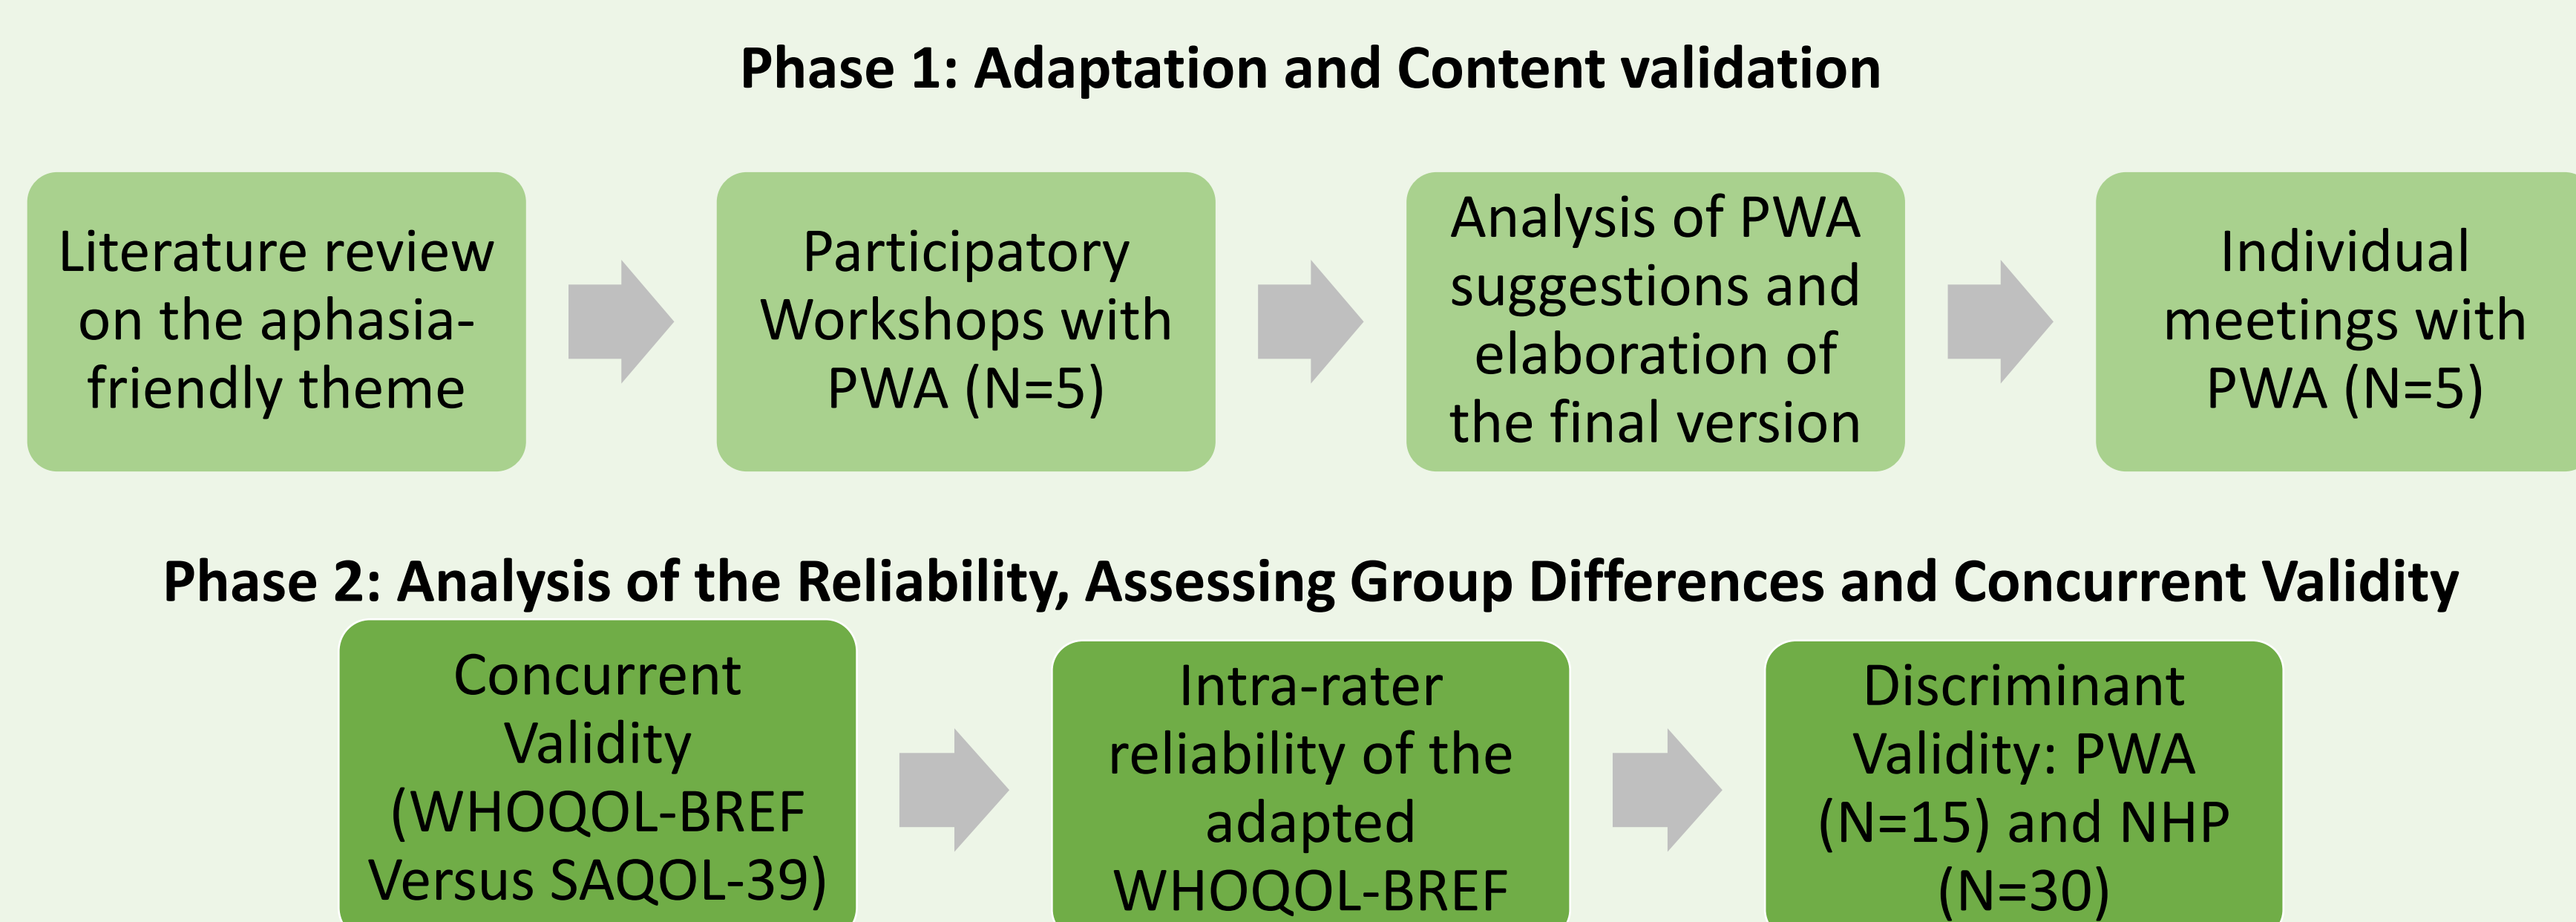 Phase 1: Adaptation and Content validation
Literature review
on the aphasia-
friendly theme
Participatory
Workshops with
PWA (N=5)
Analysis of PWA
suggestions and
elaboration of
the final version
Individual
meetings with
PWA (N=5)
Phase 2: Analysis of the Reliability, Assessing Group Differences and Concurrent Validity
Concurrent
Validity
(WHOQOL-BREF
Versus SAQOL-39)
Intra-rater
reliability of the
adapted
WHOQOL-BREF
Discriminant
Validity: PWA
(N=15) and NHP
(N=30)